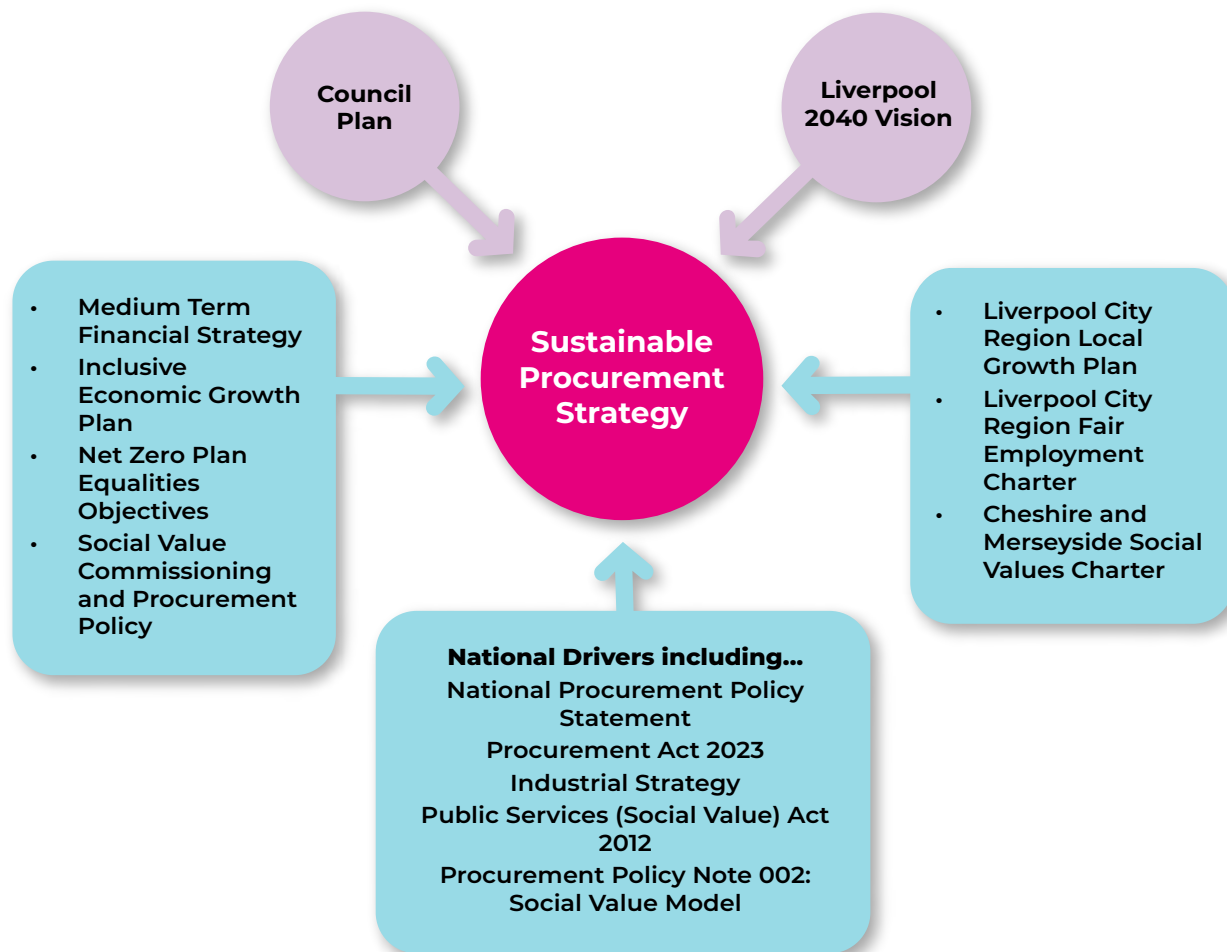 Council
Plan
Liverpool
2040 Vision
Sustainable
Procurement
Strategy
• Medium Term
Financial Strategy
• Inclusive
Economic Growth
Plan
• Net Zero Plan
Equalities
Objectives
• Social Value
Commissioning
and Procurement
Policy
• Liverpool City
Region Local
Growth Plan
• Liverpool City
Region Fair
Employment
Charter
• Cheshire and
Merseyside Social
Values Charter
National Drivers including...
National Procurement Policy
Statement
Procurement Act 2023
Industrial Strategy
Public Services (Social Value) Act
2012
Procurement Policy Note 002:
Social Value Model